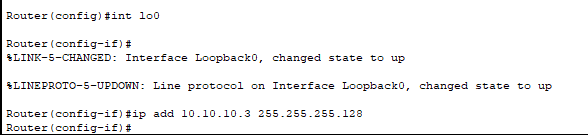 Router(config)#int lo0
Router(config-if)#
%LINK-5-CHANGED: Interface Loopback0, changed state to up
%LINEPROTO-5-UPDOWN: Line protocol on Interface Loopback0, changed state to up
Router(config-if)#ip add 10.10.10.3 255.255.255.128
Router(config-if)#